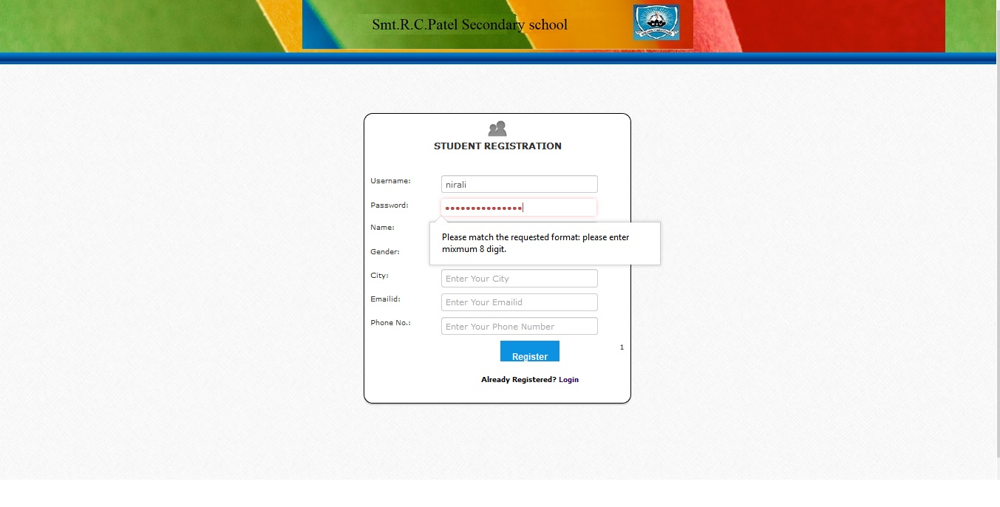 Smt.R.C.Patel Secondary school
KSV
STUDENT REGISTRATION
Username: nirali
Password: ●●●●●●●●●●●●●●●
Name:
Please match the requested format: please enter
mixmum 8 digit.
Gender:
City: Enter Your City
Emailid: Enter Your Emailid
Phone No.: Enter Your Phone Number
Register 1
Already Registered? Login